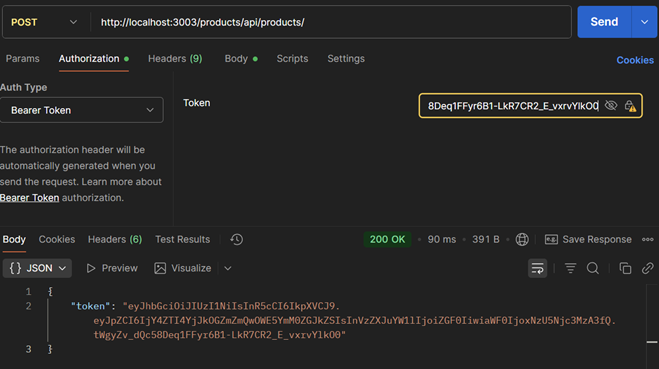 POST http://localhost:3003/products/api/products/ Send
Params Authorization Headers (9) Body Scripts Settings Cookies
Auth Type
Bearer Token
Token
8Deq1FFyr6B1-LkR7CR2_E_vxrvYlkO0
The authorization header will be
automatically generated when you
send the request. Learn more about
Bearer Token authorization.
Body Cookies Headers (6) Test Results 200 OK • 90 ms • 391 B Save Response
{} JSON Preview Visualize
1 {
2 "token": "eyJhbGciOiJIUzI1NiIsInR5cCI6IkpXVCJ9.
eyJpZCI6IjY4ZTI4YjJkOGZmZmQwOWE5YmM0ZGJkZSIsInVzZXJuYW1lIjoiZGF0IiwiaWF0IjoxNzU5Njc3MzA3fQ.
tWgyZv_dQc58Deq1FFyr6B1-LkR7CR2_E_vxrvYlkO0"
3 }